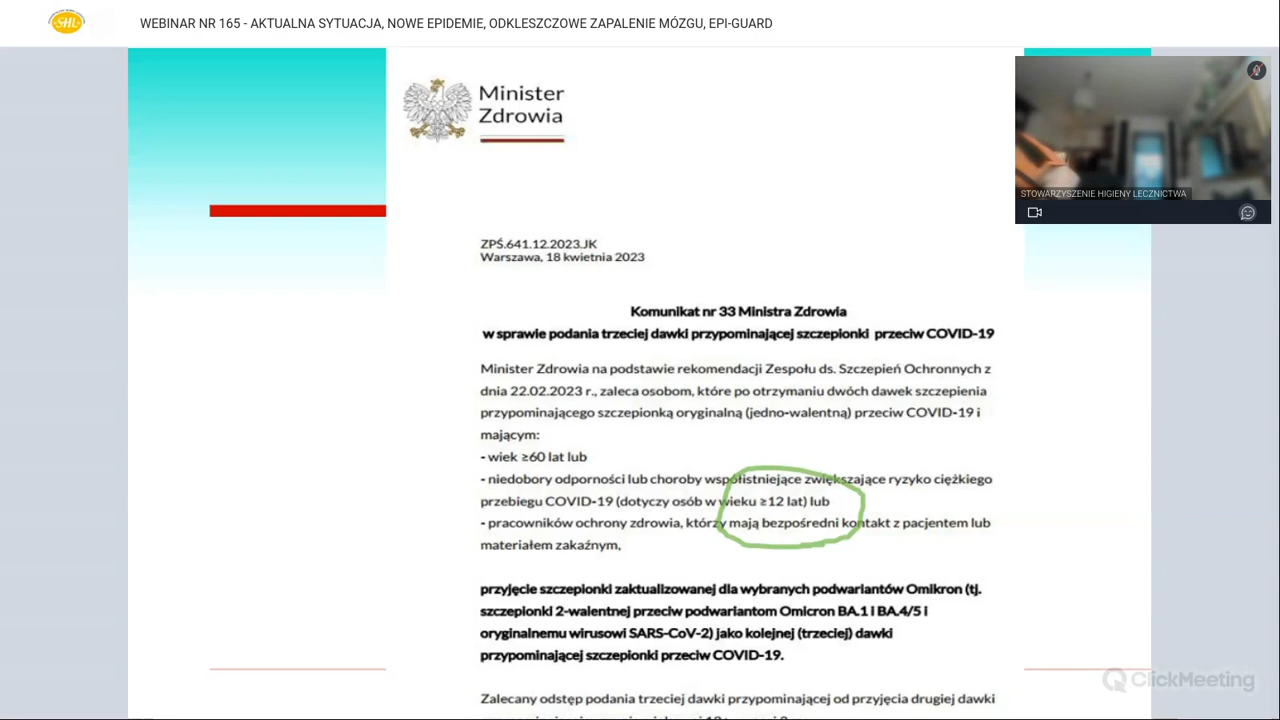 SHL
WEBINAR NR 165 - AKTUALNA SYTUACJA, NOWE EPIDEMIE, ODKLESZCZOWE ZAPALENIE MÓZGU, EPI-GUARD
Minister
Zdrowia
STOWARZYSZENIE HIGIENY LECZNICTWA
ZPŚ.641.12.2023.JK
Warszawa, 18 kwietnia 2023
Komunikat nr 33 Ministra Zdrowia
w sprawie podania trzeciej dawki przypominającej szczepionki przeciw COVID-19
Minister Zdrowia na podstawie rekomendacji Zespołu ds. Szczepień Ochronnych z
dnia 22.02.2023 r., zaleca osobom, które po otrzymaniu dwóch dawek szczepienia
przypominającego szczepionką oryginalną (jedno-walentną) przeciw COVID-19 i
mającym:
- wiek ≥60 lat lub
- niedobory odporności lub choroby współistniejące zwiększające ryzyko ciężkiego
przebiegu COVID-19 (dotyczy osób w wieku ≥12 lat) lub
- pracowników ochrony zdrowia, którzy mają bezpośredni kontakt z pacjentem lub
materiałem zakaźnym,
przyjęcie szczepionki zaktualizowanej dla wybranych podwariantów Omikron (tj.
szczepionki 2-walentnej przeciw podwariantom Omicron BA.1 i BA.4/5 i
oryginalnemu wirusowi SARS-CoV-2) jako kolejnej (trzeciej) dawki
przypominającej szczepionki przeciw COVID-19.
Zalecany odstęp podania trzeciej dawki przypominającej od przyjęcia drugiej dawki
ClickMeeting